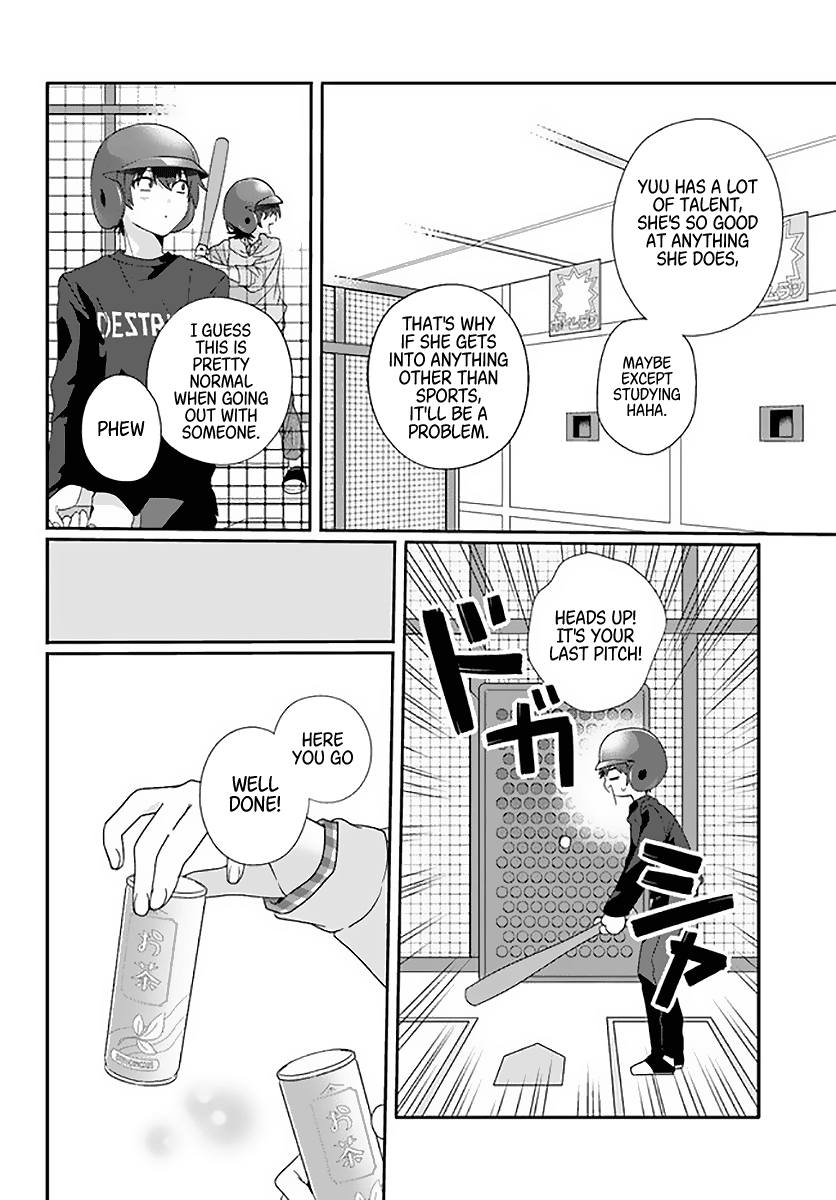 YUU HAS A LOT
OF TALENT,
SHE'S SO GOOD
AT ANYTHING
SHE DOES,
MAYBE
EXCEPT
STUDYING
HAHA.
THAT'S WHY
IF SHE GETS
INTO ANYTHING
OTHER THAN
SPORTS,
IT'LL BE A
PROBLEM.
I GUESS
THIS IS
PRETTY
NORMAL
WHEN GOING
OUT WITH
SOMEONE.
PHEW
HEADS UP!
IT'S YOUR
LAST PITCH!
ドガ
ミシャ
HERE
YOU GO
WELL
DONE!
お茶
お茶